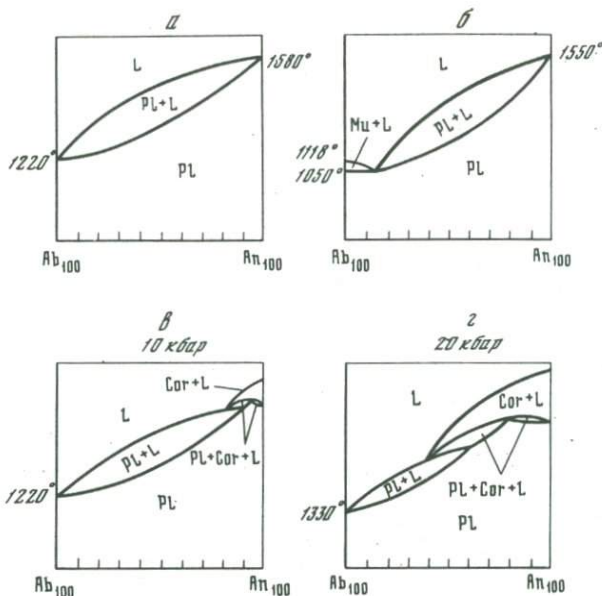 а
1580°
L
Pl+L
1220°
Pl
Ab100
An100
б
1550°
L
Pl+L
Mu+L
1118°
1050°
Pl
Ab100
An100
в
10 кбар
Cor+L
L
Pl+L
Pl+Cor+L
1220°
Pl
Ab100
An100
г
20 кбар
L
Cor+L
Pl+L
Pl+Cor+L
1330°
Pl
Ab100
An100